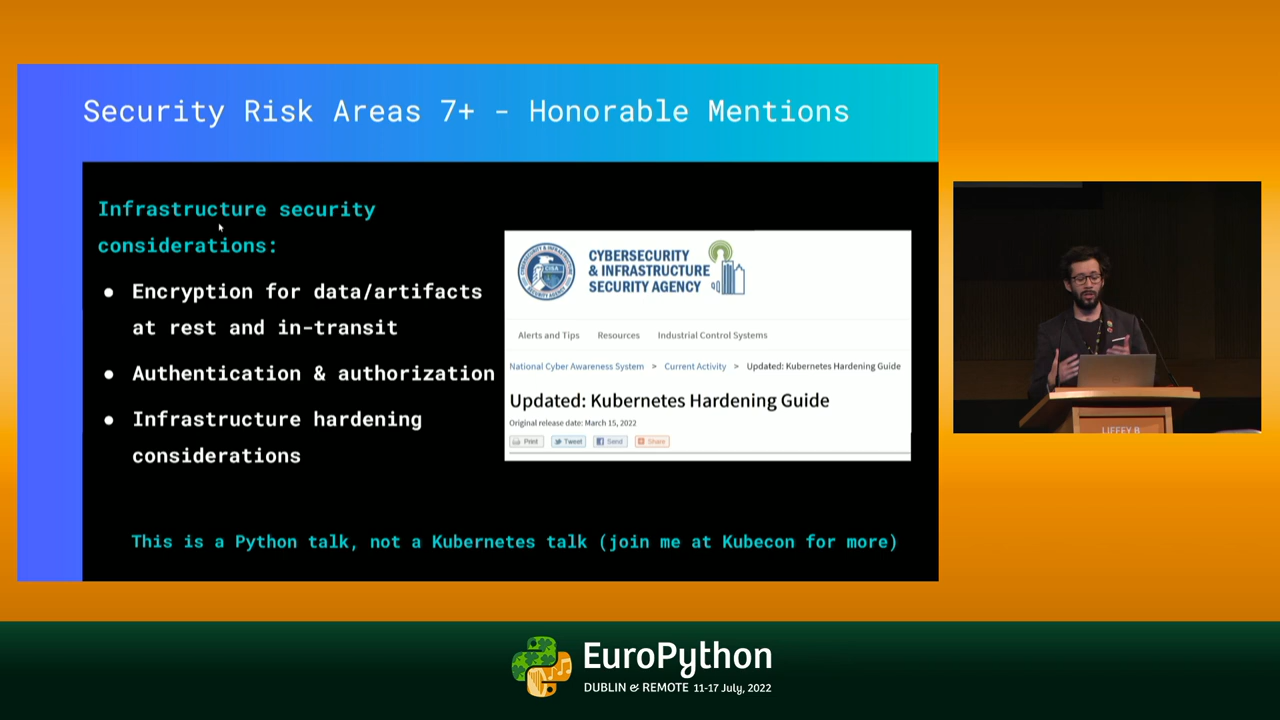 Security Risk Areas 7+ - Honorable Mentions
Infrastructure security
considerations:
● Encryption for data/artifacts
at rest and in-transit
● Authentication & authorization
● Infrastructure hardening
considerations
CISA
CYBERSECURITY
& INFRASTRUCTURE
SECURITY AGENCY
Alerts and Tips Resources Industrial Control Systems
National Cyber Awareness System > Current Activity > Updated: Kubernetes Hardening Guide
Updated: Kubernetes Hardening Guide
Original release date: March 15, 2022
Print Tweet Send Share
This is a Python talk, not a Kubernetes talk (join me at Kubecon for more)
LIFFEY B
EuroPython
DUBLIN & REMOTE 11-17 July, 2022